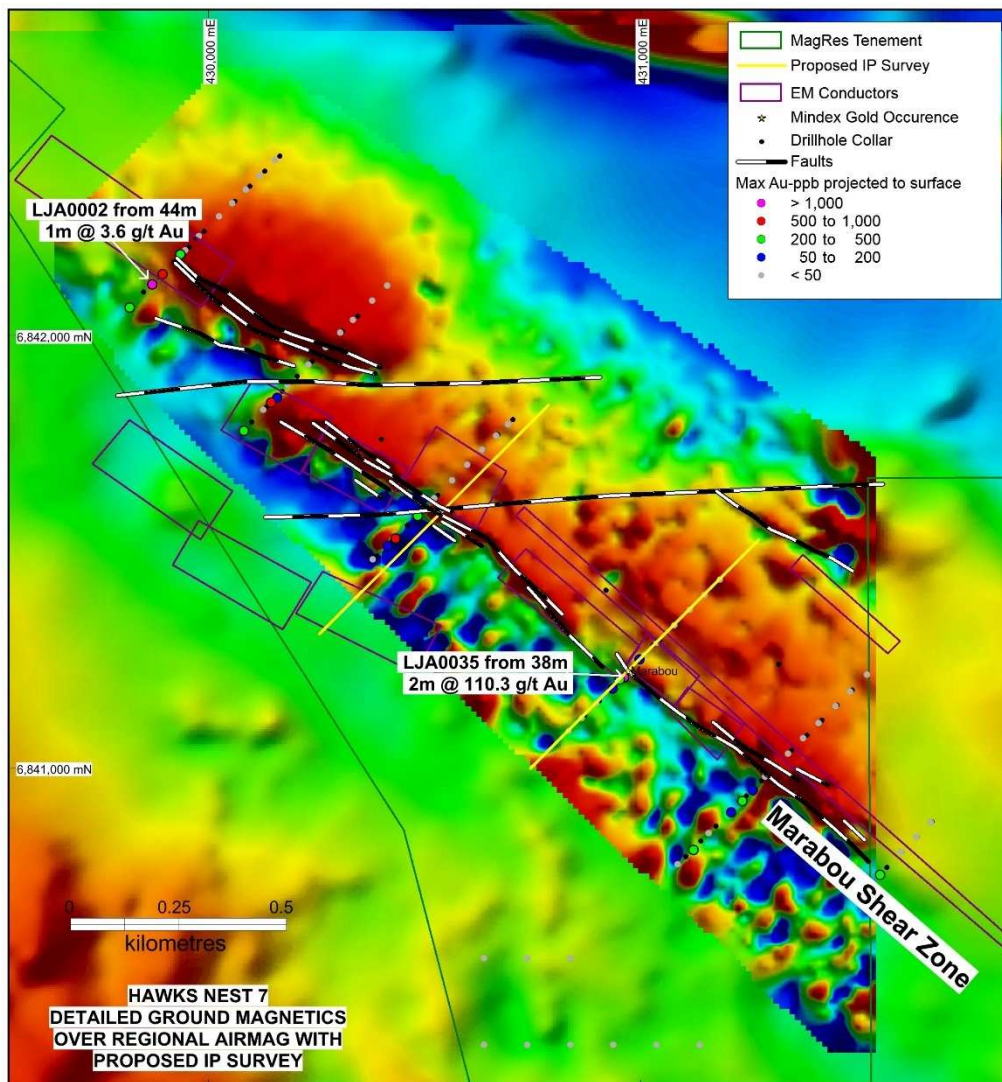 430,000 mE
431,000 mE
MagRes Tenement
Proposed IP Survey
EM Conductors
Mindex Gold Occurence
Drillhole Collar
Faults
Max Au-ppb projected to surface
> 1,000
500 to 1,000
200 to 500
50 to 200
< 50
LJA0002 from 44m
1m @ 3.6 g/t Au
6,842,000 mN
LJA0035 from 38m
2m @ 110.3 g/t Au
Marabou
6,841,000 mN
Marabou Shear Zone
0 0.25 0.5
kilometres
HAWKS NEST 7
DETAILED GROUND MAGNETICS
OVER REGIONAL AIRMAG WITH
PROPOSED IP SURVEY